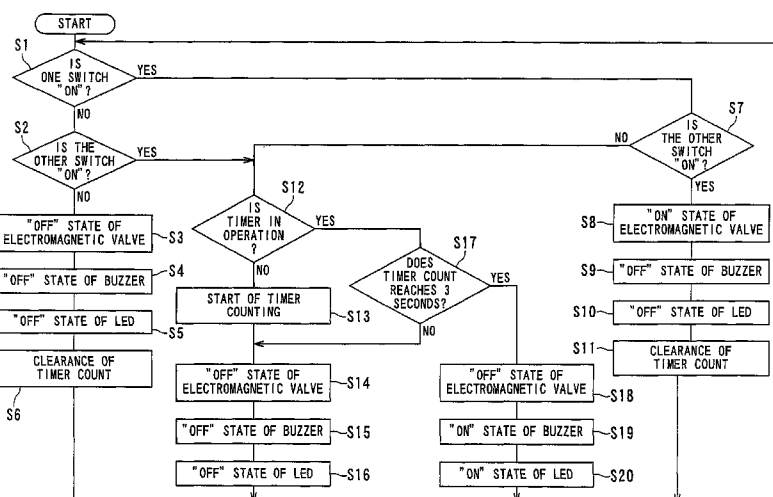 START
S1
IS
ONE SWITCH
"ON"?
YES
NO
S2
IS THE
OTHER SWITCH
"ON"?
YES
NO
"OFF" STATE OF
ELECTROMAGNETIC VALVE
S3
S4
"OFF" STATE OF BUZZER
"OFF" STATE OF LED
S5
CLEARANCE OF
TIMER COUNT
S6
S7
IS
THE OTHER
SWITCH
"ON"?
NO
YES
S8
"ON" STATE OF
ELECTROMAGNETIC VALVE
S9
"OFF" STATE OF BUZZER
S10
"OFF" STATE OF LED
S11
CLEARANCE OF
TIMER COUNT
S12
IS
TIMER IN
OPERATION
?
YES
NO
START OF TIMER
COUNTING
S13
"OFF" STATE OF
ELECTROMAGNETIC VALVE
S14
"OFF" STATE OF BUZZER
S15
"OFF" STATE OF LED
S16
S17
DOES
TIMER COUNT
REACHES 3
SECONDS?
YES
NO
"OFF" STATE OF
ELECTROMAGNETIC VALVE
S18
"ON" STATE OF BUZZER
S19
"ON" STATE OF LED
S20